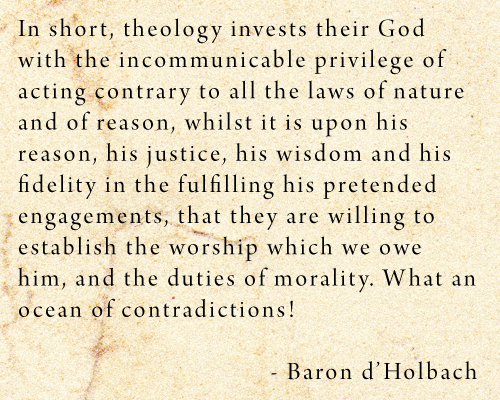 In short, theology invests their God
with the incommunicable privilege of
acting contrary to all the laws of nature
and of reason, whilst it is upon his
reason, his justice, his wisdom and his
fidelity in the fulfilling his pretended
engagements, that they are willing to
establish the worship which we owe
him, and the duties of morality. What an
ocean of contradictions!
- Baron d’Holbach